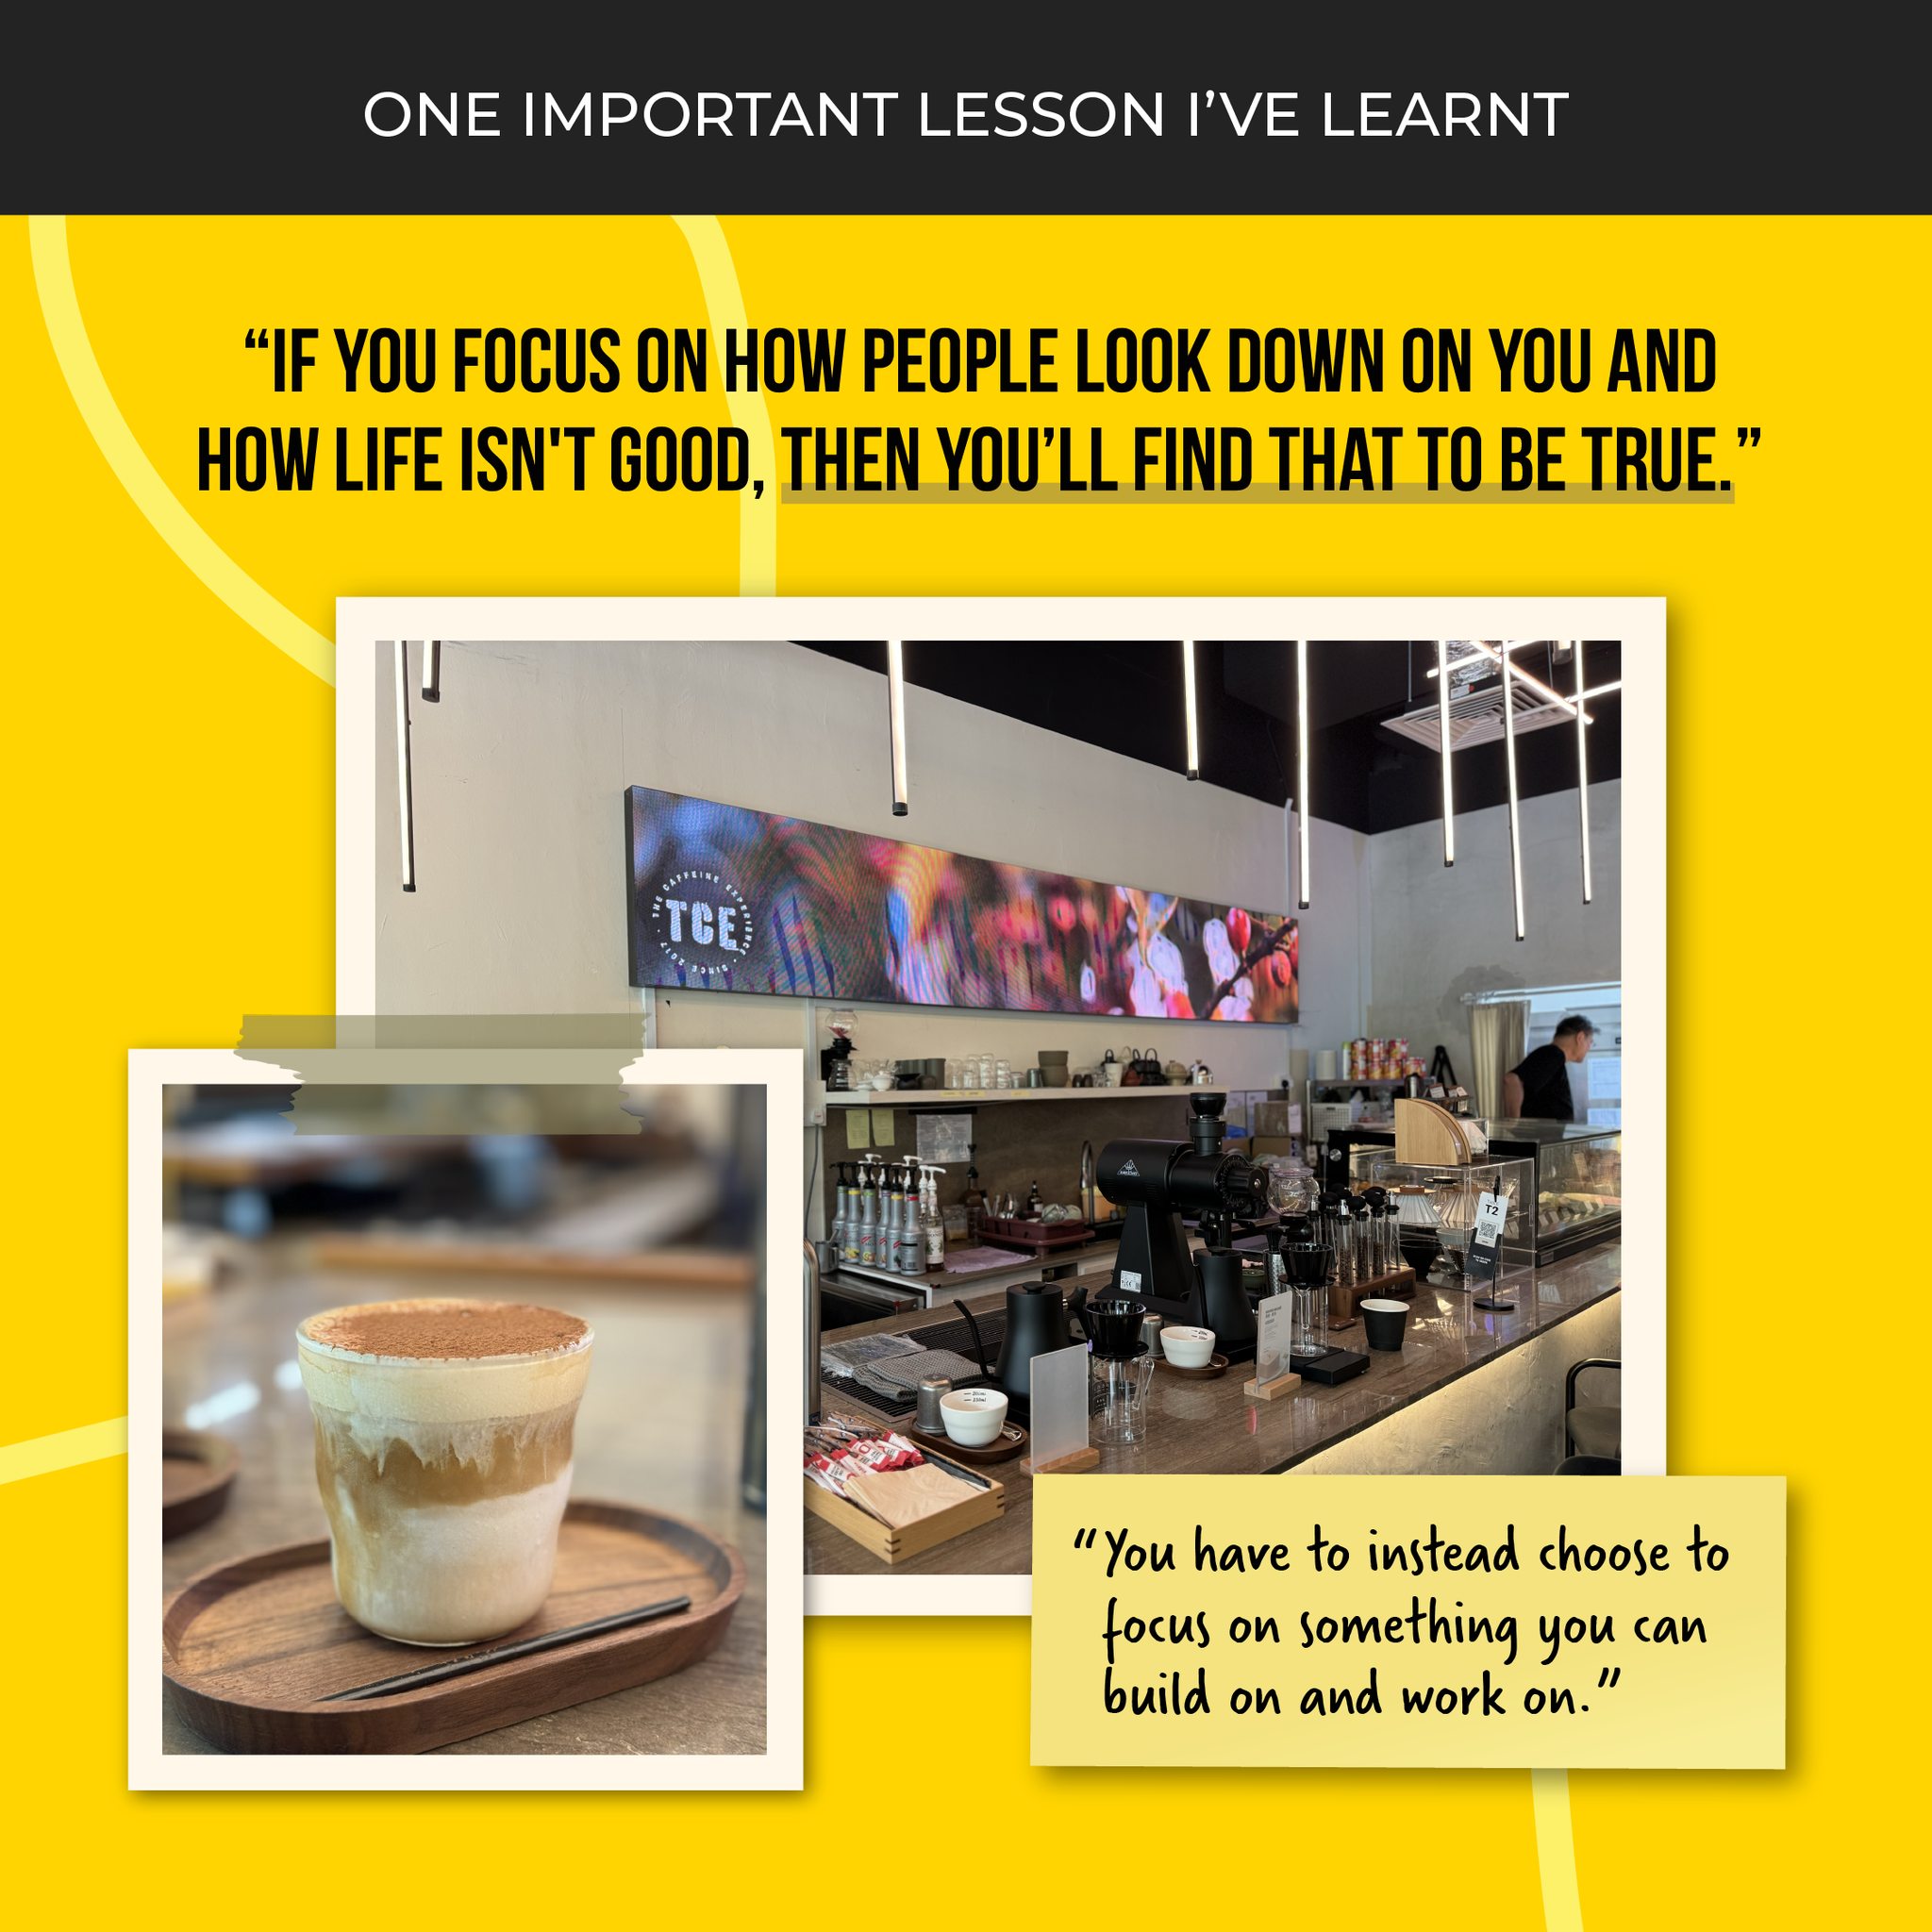 ONE IMPORTANT LESSON I’VE LEARNT
“IF YOU FOCUS ON HOW PEOPLE LOOK DOWN ON YOU AND
HOW LIFE ISN'T GOOD, THEN YOU’LL FIND THAT TO BE TRUE.”
THE CAFFEINE EXPERIENCE · SINCE 2017 ·
TCE
T2
“You have to instead choose to
focus on something you can
build on and work on.”